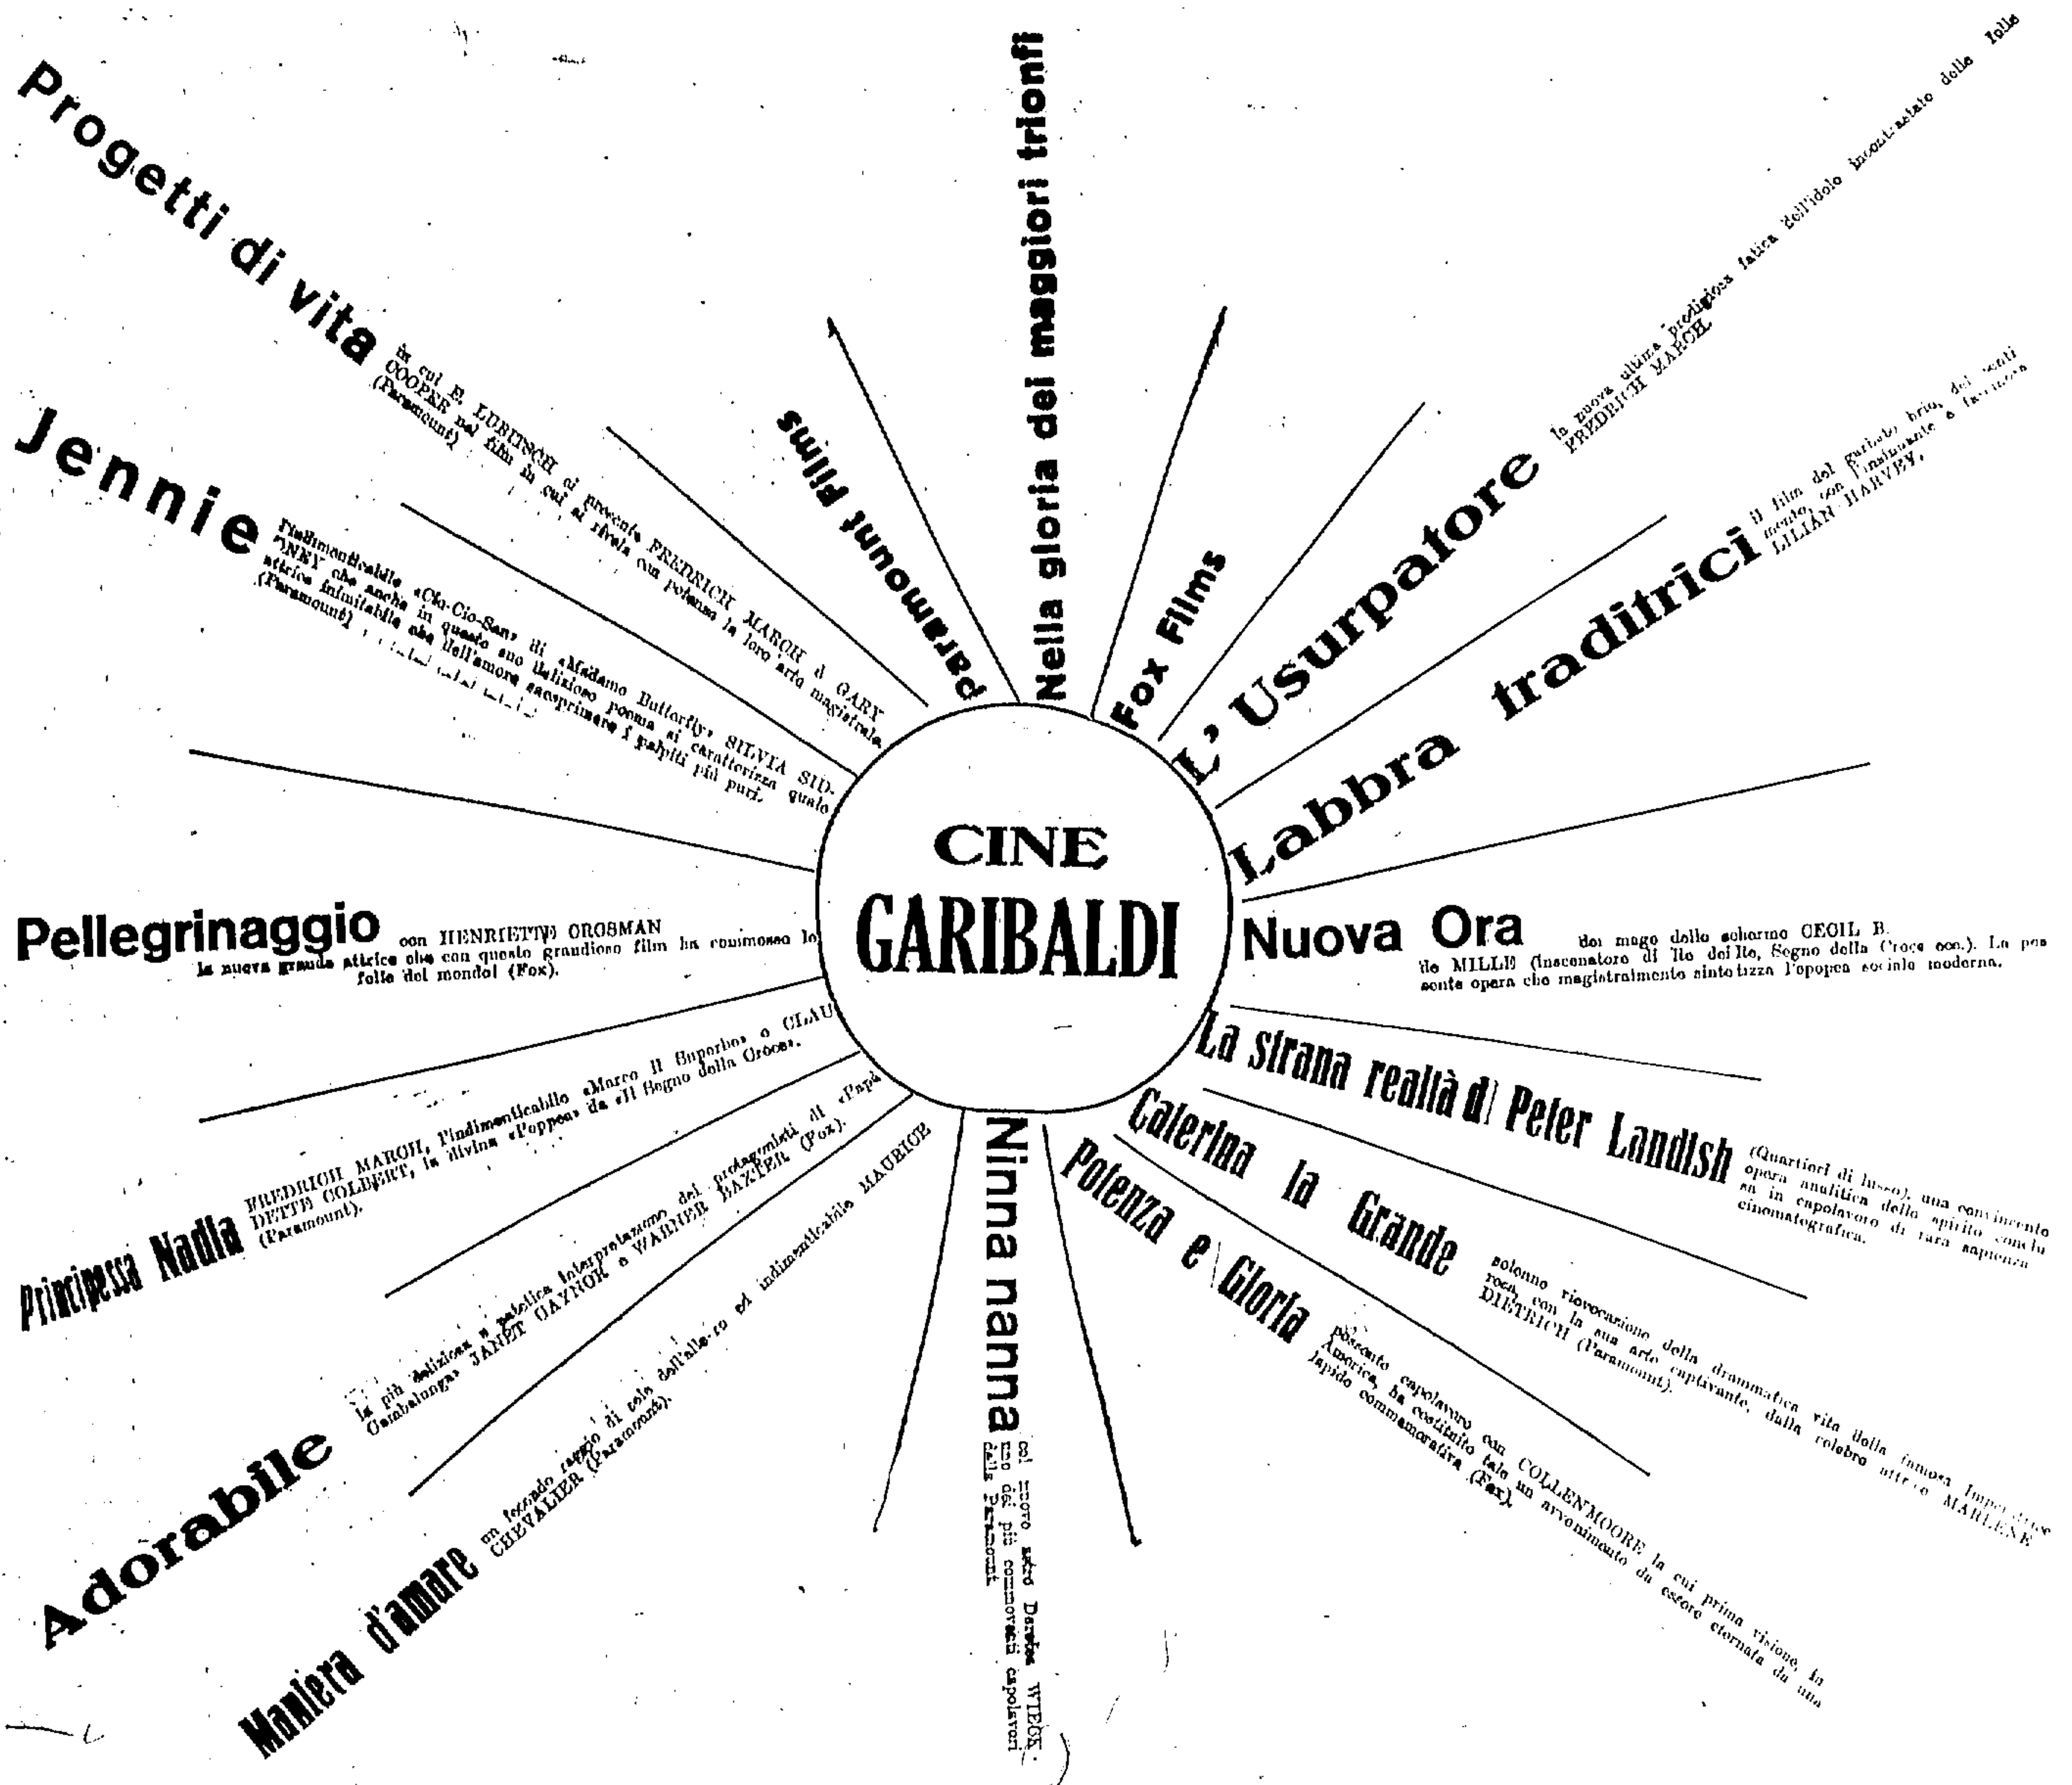 CINE
GARIBALDI
Nella gloria dei maggiori trionfi
Fox Films
L'Usurpatore
la nuova ultima prodigiosa fatica dell'idolo incontrastato delle folle
FREDRICH MARCH
Labbra traditrici
il film del garbato brio, del senti
mento, con l'insinuante e
LILIAN HARVEY.
Nuova Ora
del mago dello schermo CECIL B.
de MILLE (Inscenatore di Re dei Re, Segno della Croce ecc.). La pre
sente opera che magistralmente sintetizza l'epopea sociale moderna.
La strana realtà di Peter Landish
(Quartieri di lusso), una convincente
opera analitica dello spirito conclu
sa in capolavoro di rara sapienza
cinematografica.
Caterina la Grande
solenne rievocazione della drammatica vita della famosa Imperatrice
resa, con la sua arte captivante, dalla celebre attrice MARLENE
DIETRICH (Paramount).
Potenza e Gloria
possente capolavoro con COLLENMOORE la cui prima visione, in
America, ha costituito tale un avvenimento da essere eternata da una
lapide commemorativa (Fox).
Ninna nanna
col nuovo astro Dorotea WIECK
uno dei più commoventi capolavori
della Paramount
Maniera d'amare
un fecondo raggio di sole dell'allegro ed indimenticabile MAURICE
CHEVALIER (Paramount).
Adorabile
la più deliziosa e patetica interpretazione dei protagonisti di «Papà
Gambalunga» JANET GAYNOR e WARNER BAXTER (Fox).
Principessa Nadia
FREDRICH MARCH, l'indimenticabile «Marco il Superbo» e CLAU
DETTE COLBERT, la divina «Poppea» da «Il Segno della Croce».
(Paramount).
Pellegrinaggio
con HENRIETTE CROSMAN
la nuova grande attrice che con questo grandioso film ha commosso le
folle del mondo! (Fox).
Jennie
l'indimenticabile «Cio-Cio-San» di «Madame Butterfly» SILVIA SID-
NEY che anche in questo suo delizioso poema si caratterizza quale
attrice inimitabile che dell'amore sa esprimere i palpiti più puri.
(Paramount)
Progetti di vita
in cui E. LUBITSCH ci presenta FREDRICH MARCH e GARY
COOPER nel film in cui si rivela con potenza la loro arte magistrale.
(Paramount)
Paramount Films